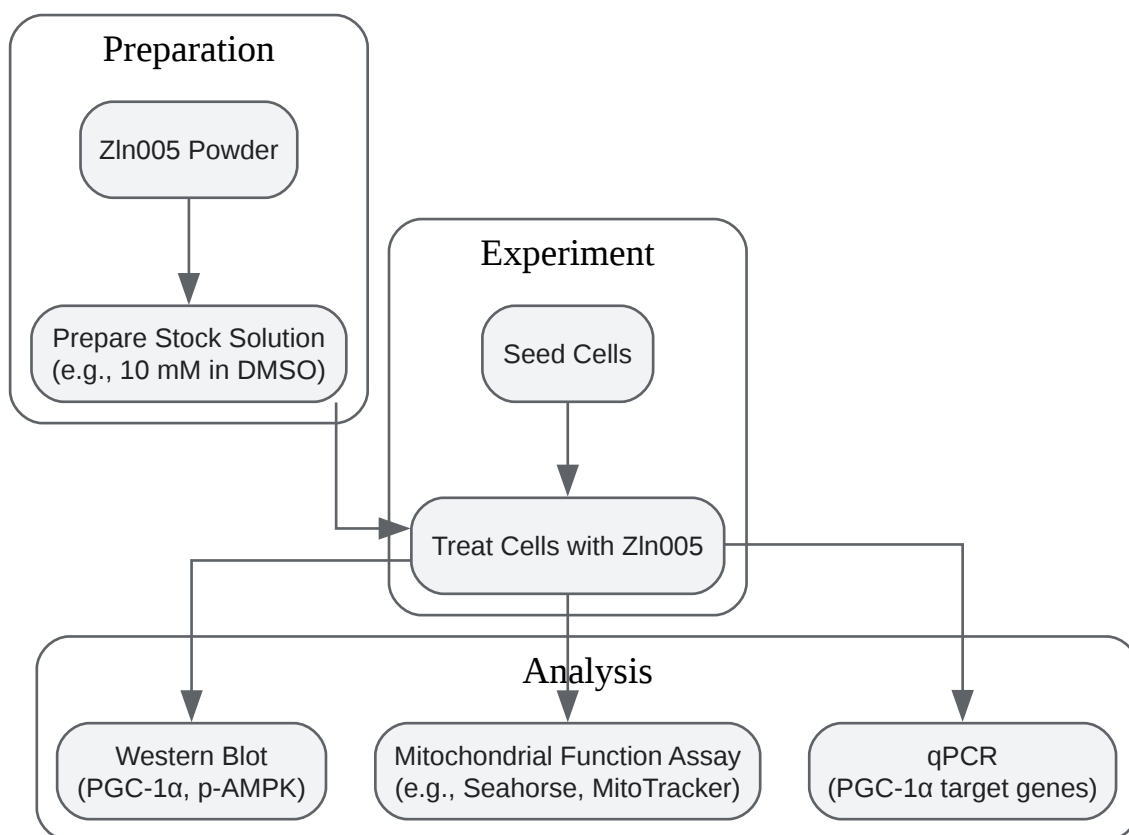 Preparation
Zln005 Powder
Prepare Stock Solution
(e.g., 10 mM in DMSO)
Experiment
Seed Cells
Treat Cells with Zln005
Analysis
Western Blot
(PGC-1α, p-AMPK)
Mitochondrial Function Assay
(e.g., Seahorse, MitoTracker)
qPCR
(PGC-1α target genes)